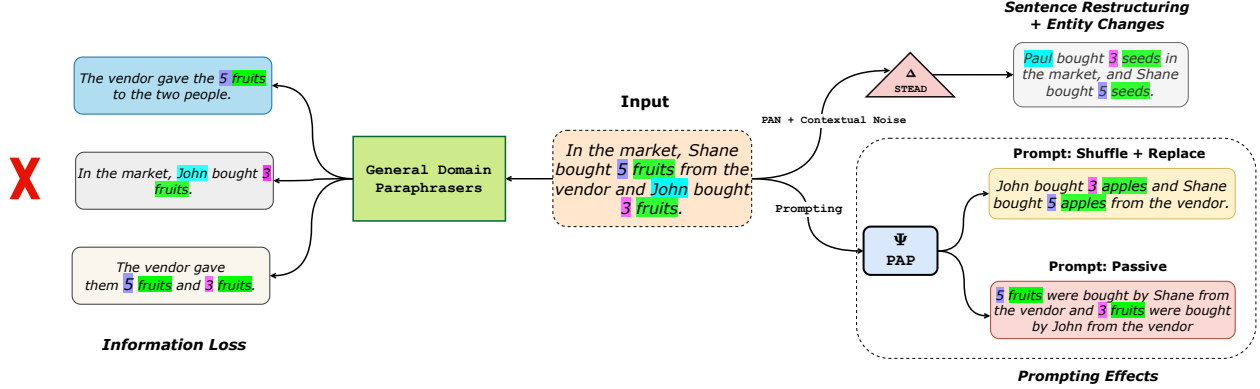 The vendor gave the 5 fruits
to the two people.
X
In the market, John bought 3
fruits.
The vendor gave
them 5 fruits and 3 fruits.
Information Loss
General Domain
Paraphrasers
Input
In the market, Shane
bought 5 fruits from the
vendor and John bought
3 fruits.
PAN + Contextual Noise
Prompting
Δ
STEAD
Sentence Restructuring
+ Entity Changes
Paul bought 3 seeds in
the market, and Shane
bought 5 seeds.
Ψ
PAP
Prompt: Shuffle + Replace
John bought 3 apples and Shane
bought 5 apples from the vendor.
Prompt: Passive
5 fruits were bought by Shane from
the vendor and 3 fruits were bought
by John from the vendor
Prompting Effects